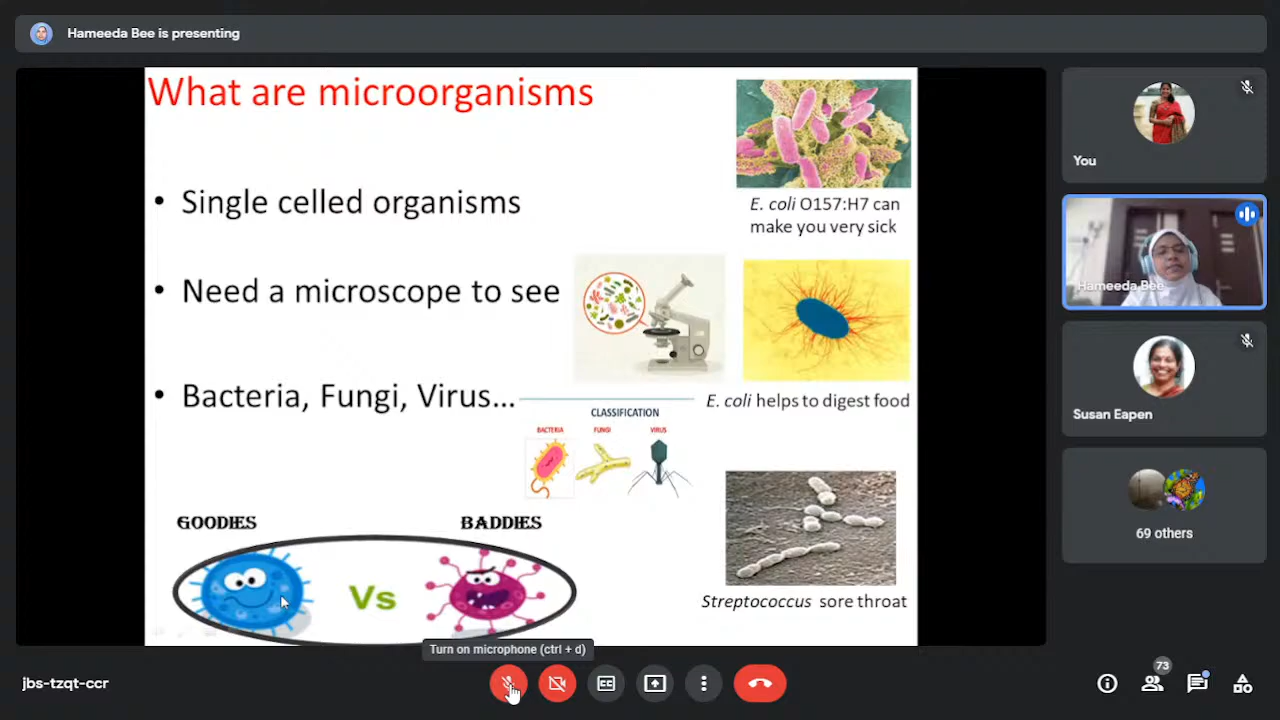 Hameeda Bee is presenting
What are microorganisms
• Single celled organisms
• Need a microscope to see
• Bacteria, Fungi, Virus...
E. coli O157:H7 can
make you very sick
E. coli helps to digest food
CLASSIFICATION
BACTERIA FUNGI VIRUS
GOODIES BADDIES
Vs
Streptococcus sore throat
Turn on microphone (ctrl + d)
You
Hameeda Bee
Susan Eapen
69 others
jbs-tzqt-ccr
CC
73